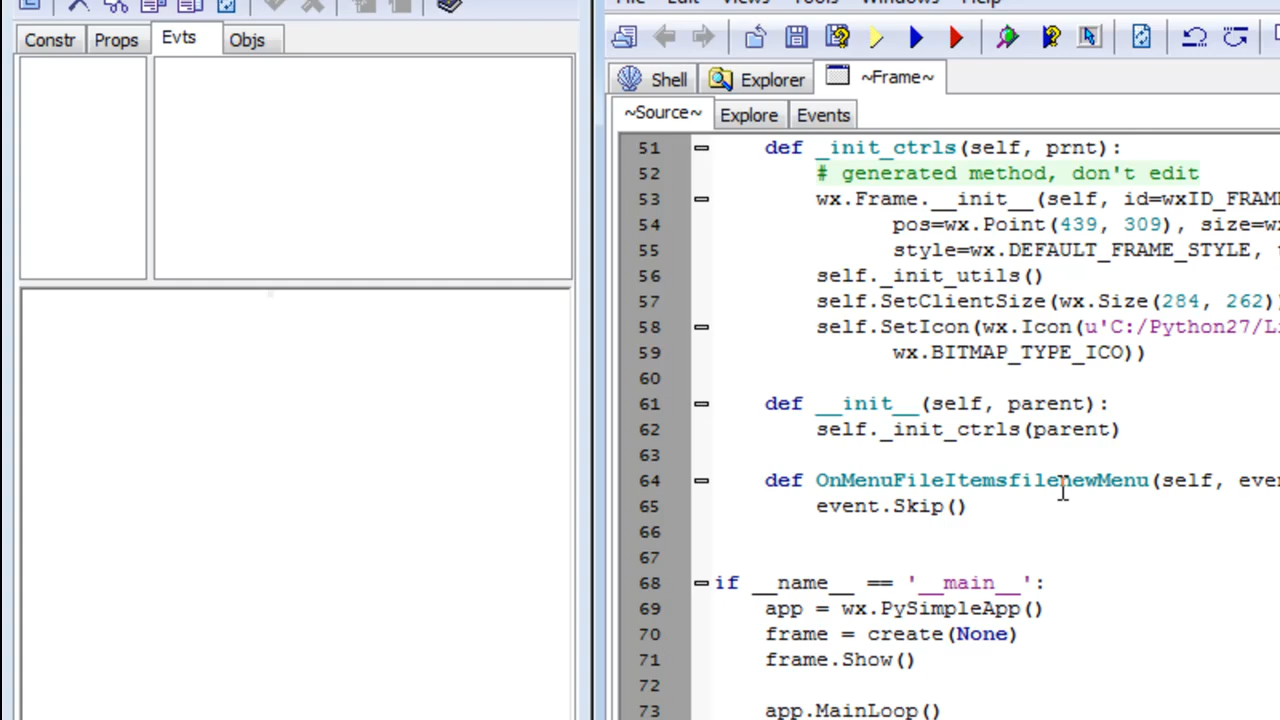 File Edit Views Tools Windows Help
Constr Props Evts Objs
Shell Explorer ~Frame~
~Source~ Explore Events
51 def _init_ctrls(self, prnt):
52 # generated method, don't edit
53 wx.Frame.__init__(self, id=wxID_FRAME
54 pos=wx.Point(439, 309), size=wx
55 style=wx.DEFAULT_FRAME_STYLE,
56 self._init_utils()
57 self.SetClientSize(wx.Size(284, 262))
58 self.SetIcon(wx.Icon(u'C:/Python27/Li
59 wx.BITMAP_TYPE_ICO))
60
61 def __init__(self, parent):
62 self._init_ctrls(parent)
63
64 def OnMenuFileItemsfilenewMenu(self, even
65 event.Skip()
66
67
68 if __name__ == '__main__':
69 app = wx.PySimpleApp()
70 frame = create(None)
71 frame.Show()
72
73 app.MainLoop()